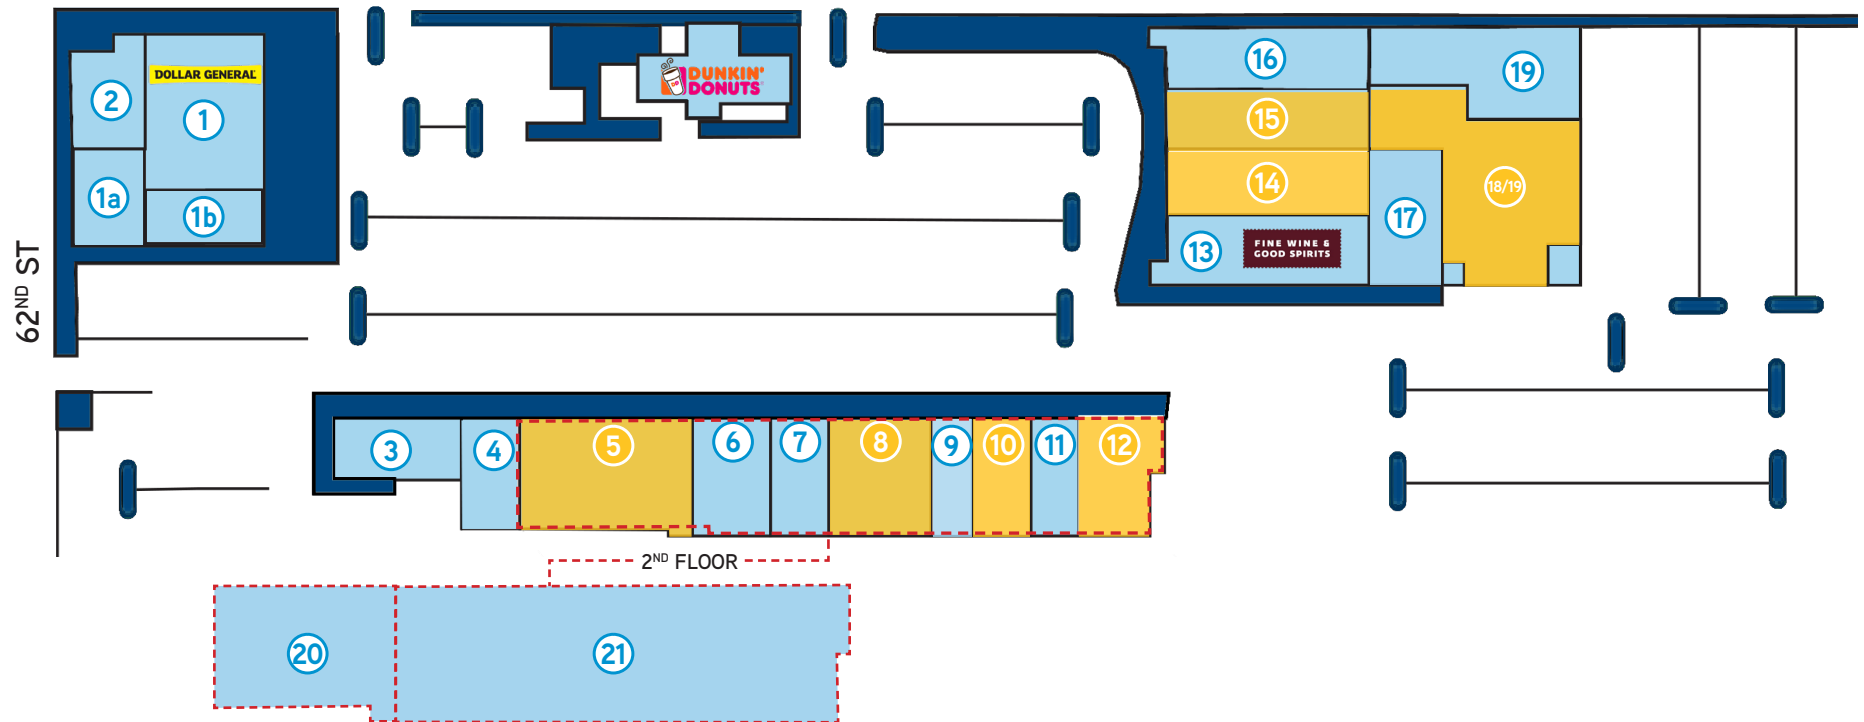 DOLLAR GENERAL
2
1
1a
1b
62ND ST
DUNKIN'
DONUTS
DD
16
19
15
14
18/19
17
13
FINE WINE &
GOOD SPIRITS
3
4
5
6
7
8
9
10
11
12
2ND FLOOR
20
21